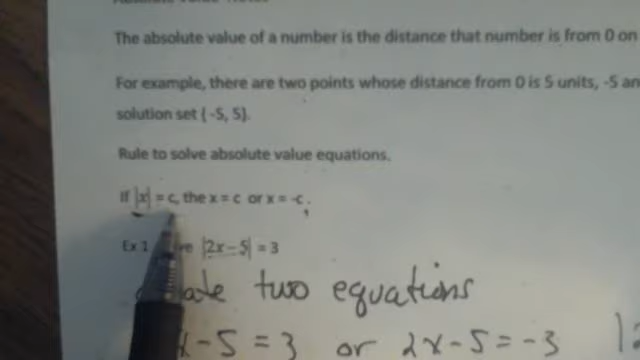 The absolute value of a number is the distance that number is from 0 on
For example, there are two points whose distance from 0 is 5 units, -5 an
solution set { -5, 5}.
Rule to solve absolute value equations.
If |x| = c, the x = c or x = -c,
Ex 1 |2x – 5| = 3
two equations
x - 5 = 3 or 2x - 5 = -3